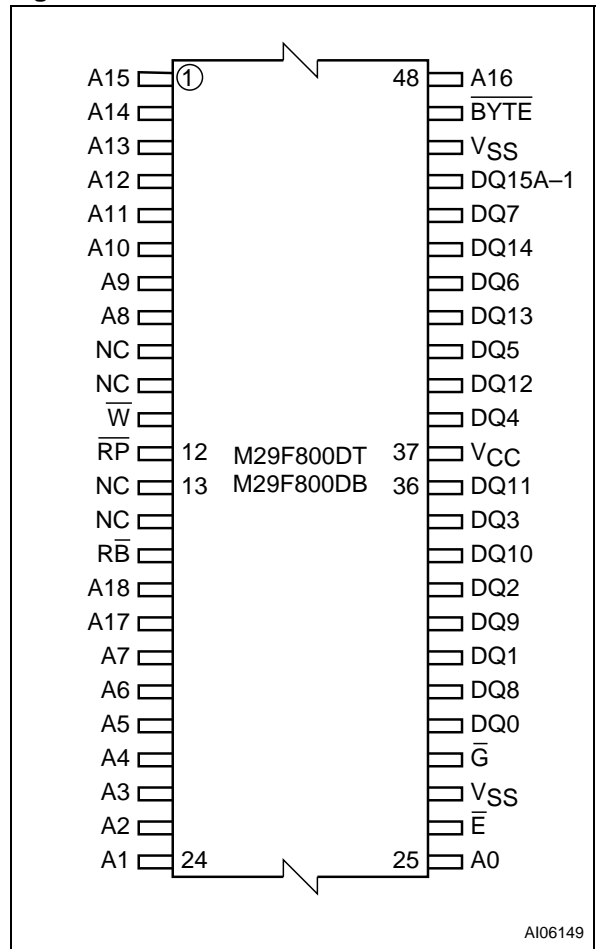 A15 ① 48 A16
A14 B̅Y̅T̅E̅
A13 VSS
A12 DQ15A–1
A11 DQ7
A10 DQ14
A9 DQ6
A8 DQ13
NC DQ5
NC DQ12
W̅ DQ4
R̅P̅ 12 M29F800DT 37 VCC
NC 13 M29F800DB 36 DQ11
NC DQ3
RB̅ DQ10
A18 DQ2
A17 DQ9
A7 DQ1
A6 DQ8
A5 DQ0
A4 G̅
A3 VSS
A2 E̅
A1 24 25 A0
AI06149